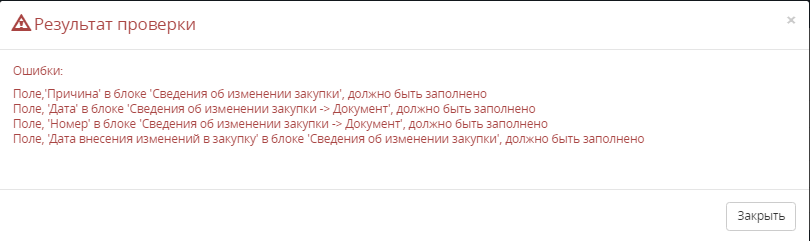 Результат проверки
×
Ошибки:
Поле,'Причина' в блоке 'Сведения об изменении закупки', должно быть заполнено
Поле, 'Дата' в блоке 'Сведения об изменении закупки -> Документ', должно быть заполнено
Поле, 'Номер' в блоке 'Сведения об изменении закупки -> Документ', должно быть заполнено
Поле, 'Дата внесения изменений в закупку' в блоке 'Сведения об изменении закупки', должно быть заполнено
Закрыть